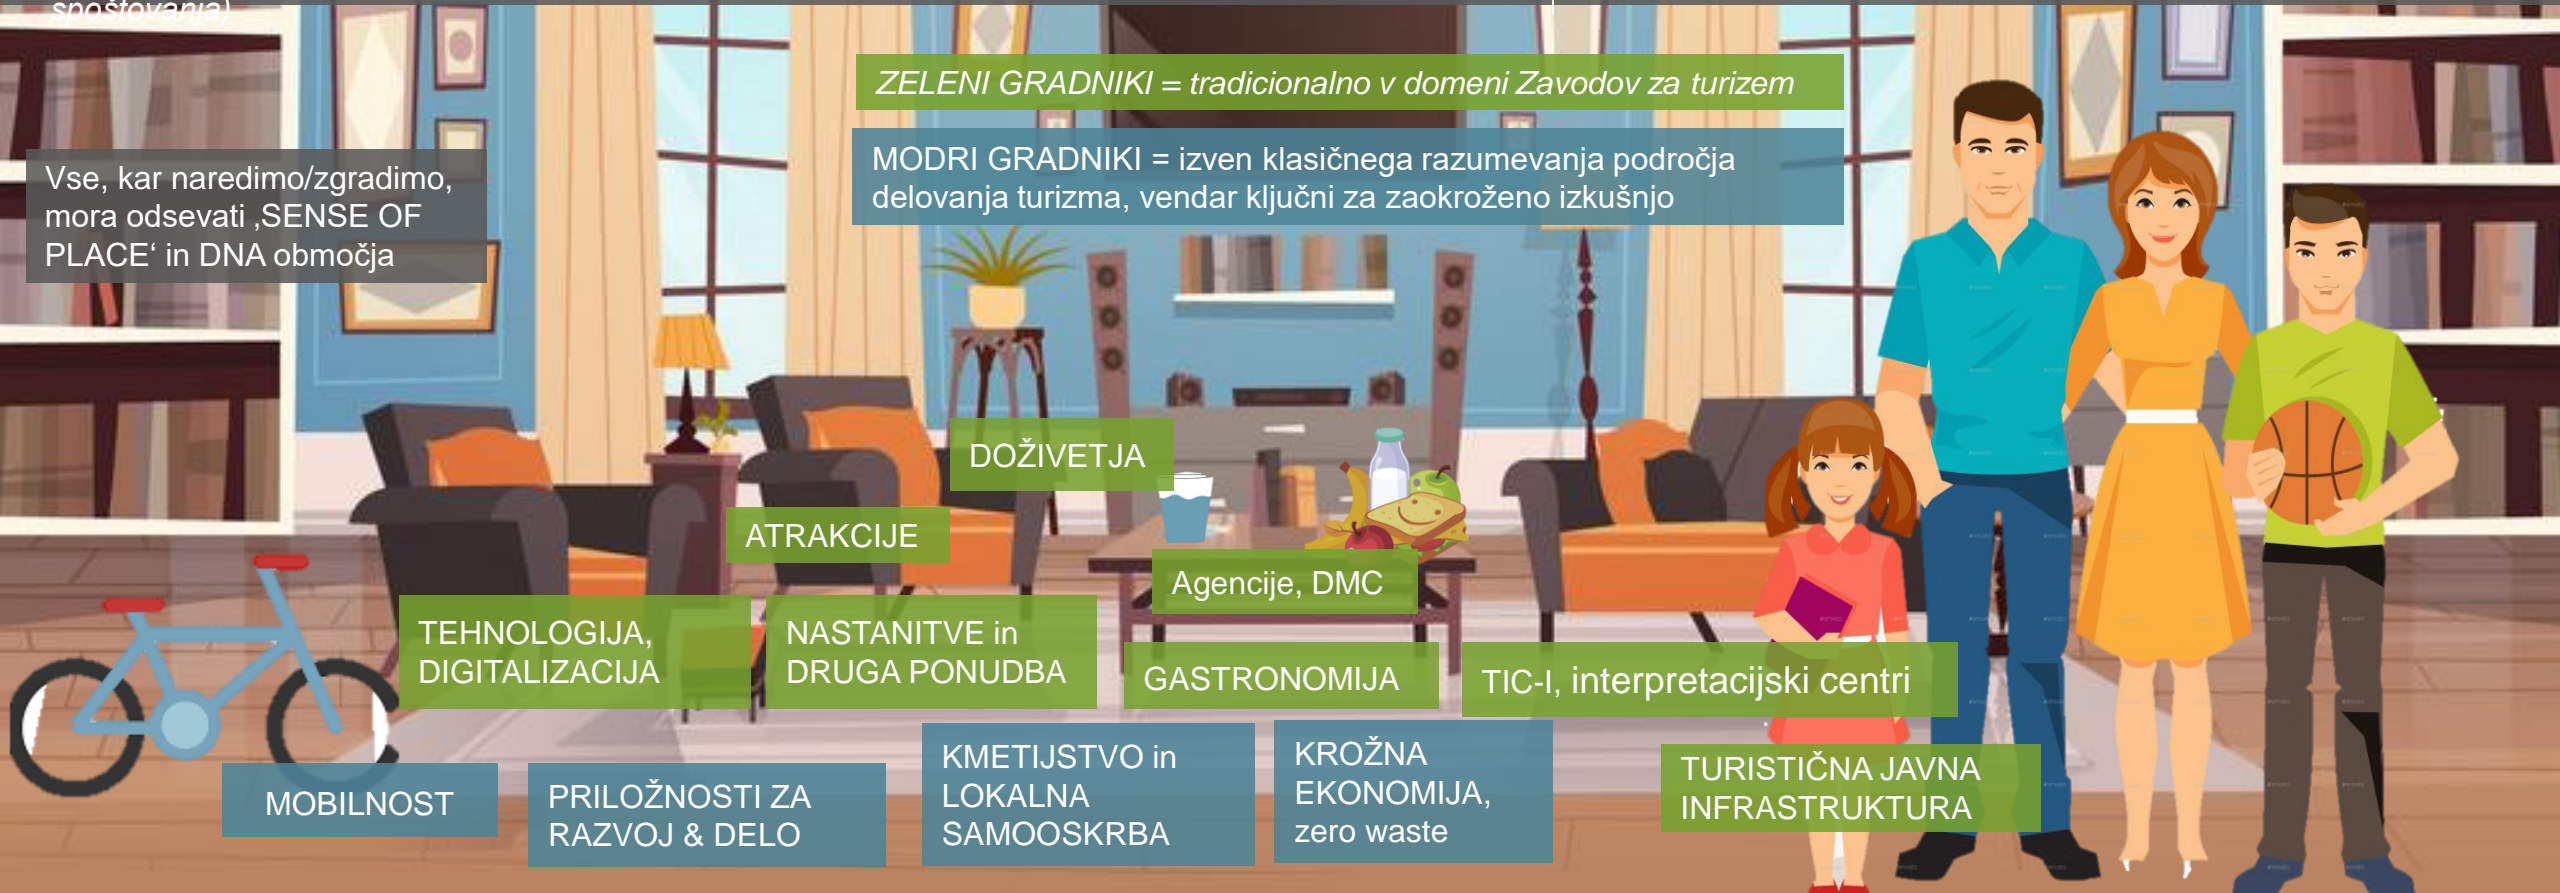 spoštovanja)
ZELENI GRADNIKI = tradicionalno v domeni Zavodov za turizem
MODRI GRADNIKI = izven klasičnega razumevanja področja
delovanja turizma, vendar ključni za zaokroženo izkušnjo
Vse, kar naredimo/zgradimo,
mora odsevati ‚SENSE OF
PLACE‘ in DNA območja
DOŽIVETJA
ATRAKCIJE
Agencije, DMC
TEHNOLOGIJA,
DIGITALIZACIJA
NASTANITVE in
DRUGA PONUDBA
GASTRONOMIJA
TIC-I, interpretacijski centri
MOBILNOST
PRILOŽNOSTI ZA
RAZVOJ & DELO
KMETIJSTVO in
LOKALNA
SAMOOSKRBA
KROŽNA
EKONOMIJA,
zero waste
TURISTIČNA JAVNA
INFRASTRUKTURA